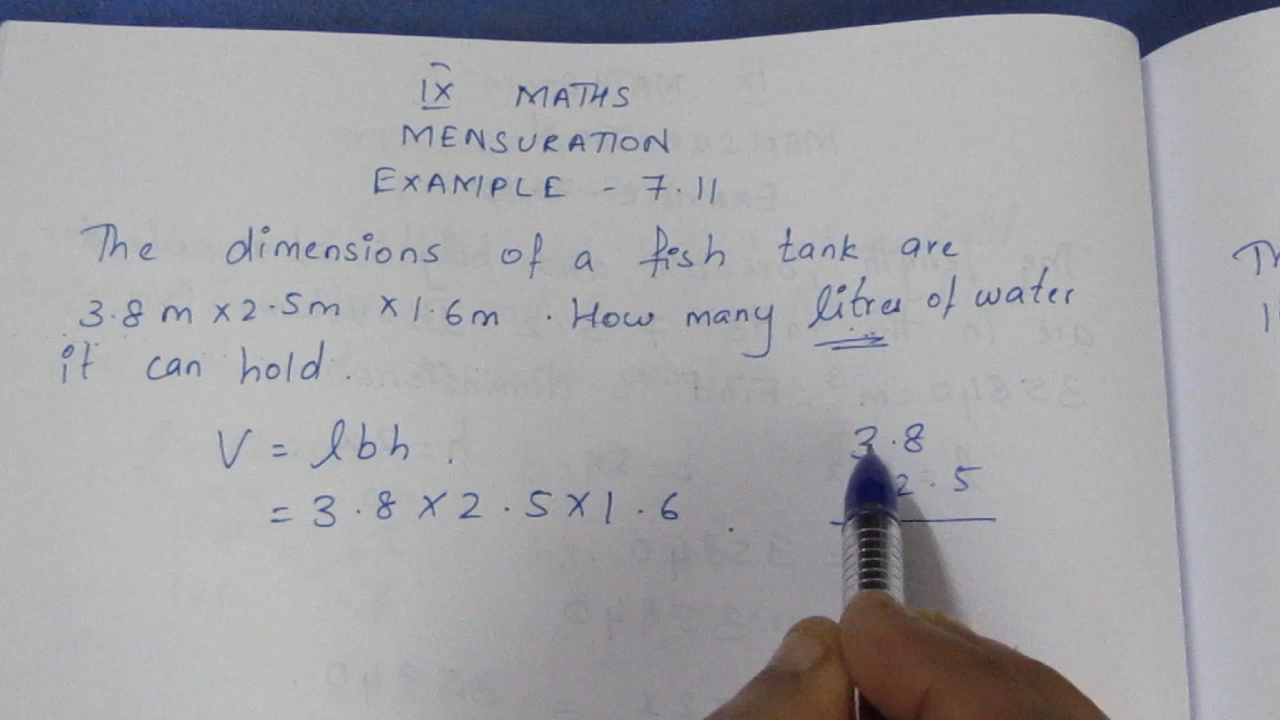 IX MATHS
MENSURATION
EXAMPLE - 7.11
The dimensions of a fish tank are
3.8 m x 2.5m x 1.6m . How many litres of water
it can hold.
V = lbh.
= 3.8 x 2.5 x 1.6
3.8
2.5